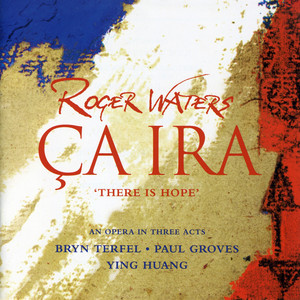 ROGER WATERS
ÇA IRA
'THERE IS HOPE'
AN OPERA IN THREE ACTS
BRYN TERFEL • PAUL GROVES
YING HUANG